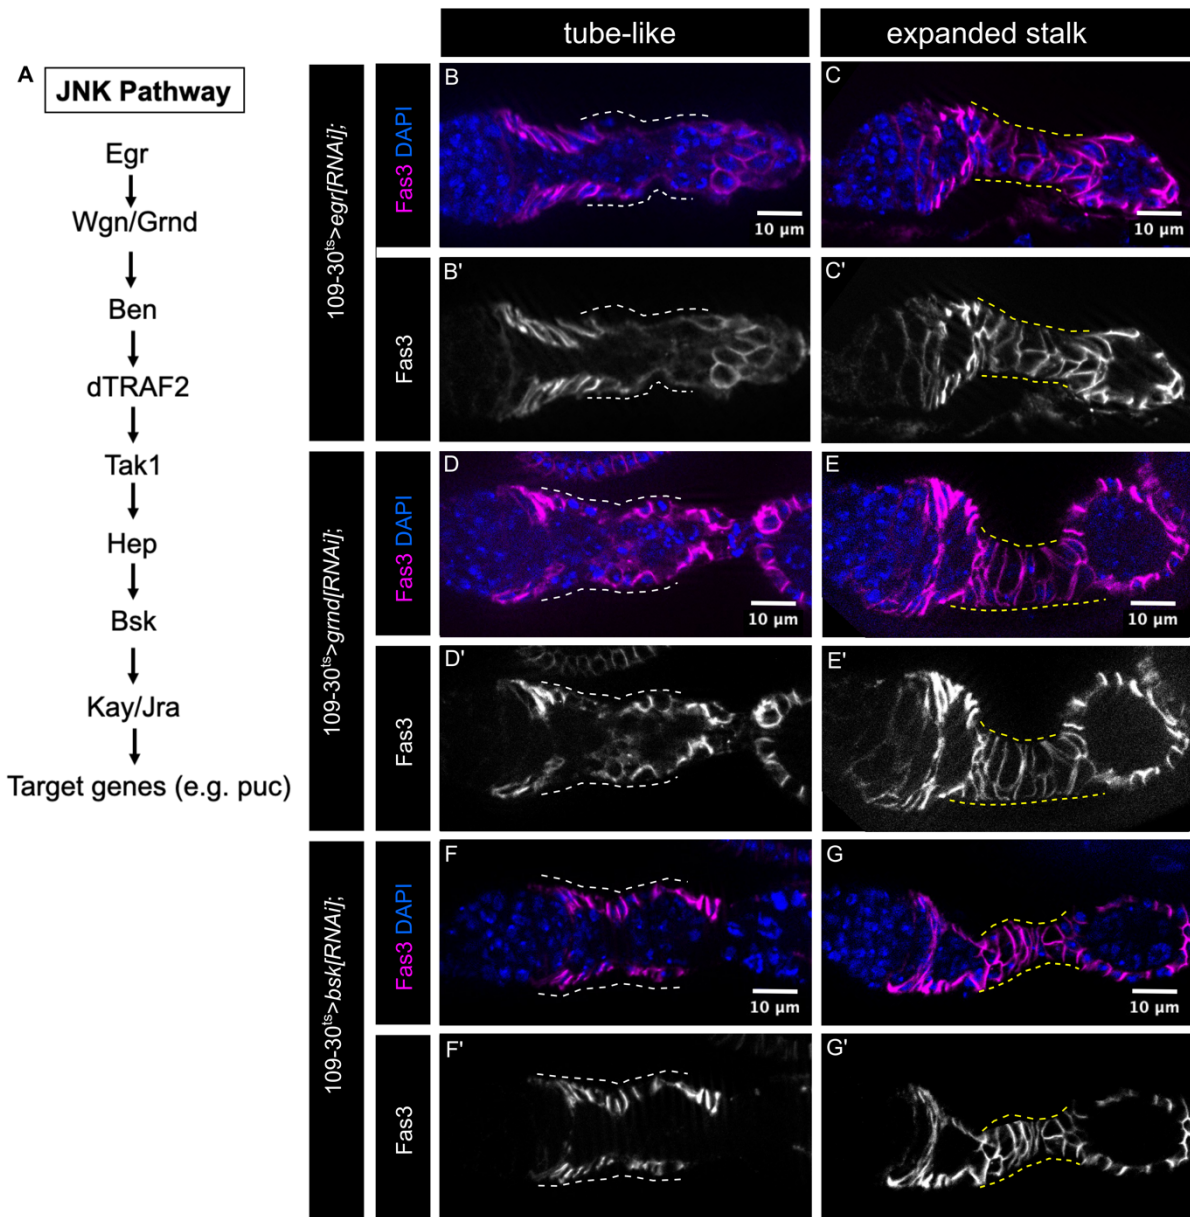 tube-like
expanded stalk
A
JNK Pathway
Egr
Wgn/Grnd
Ben
dTRAF2
Tak1
Hep
Bsk
Kay/Jra
Target genes (e.g. puc)
109-30ts>egr[RNAi];
Fas3 DAPI
B
10 µm
C
10 µm
Fas3
B'
C'
109-30ts>grnd[RNAi];
Fas3 DAPI
D
10 µm
E
10 µm
Fas3
D'
E'
109-30ts>bsk[RNAi];
Fas3 DAPI
F
10 µm
G
10 µm
Fas3
F'
G'